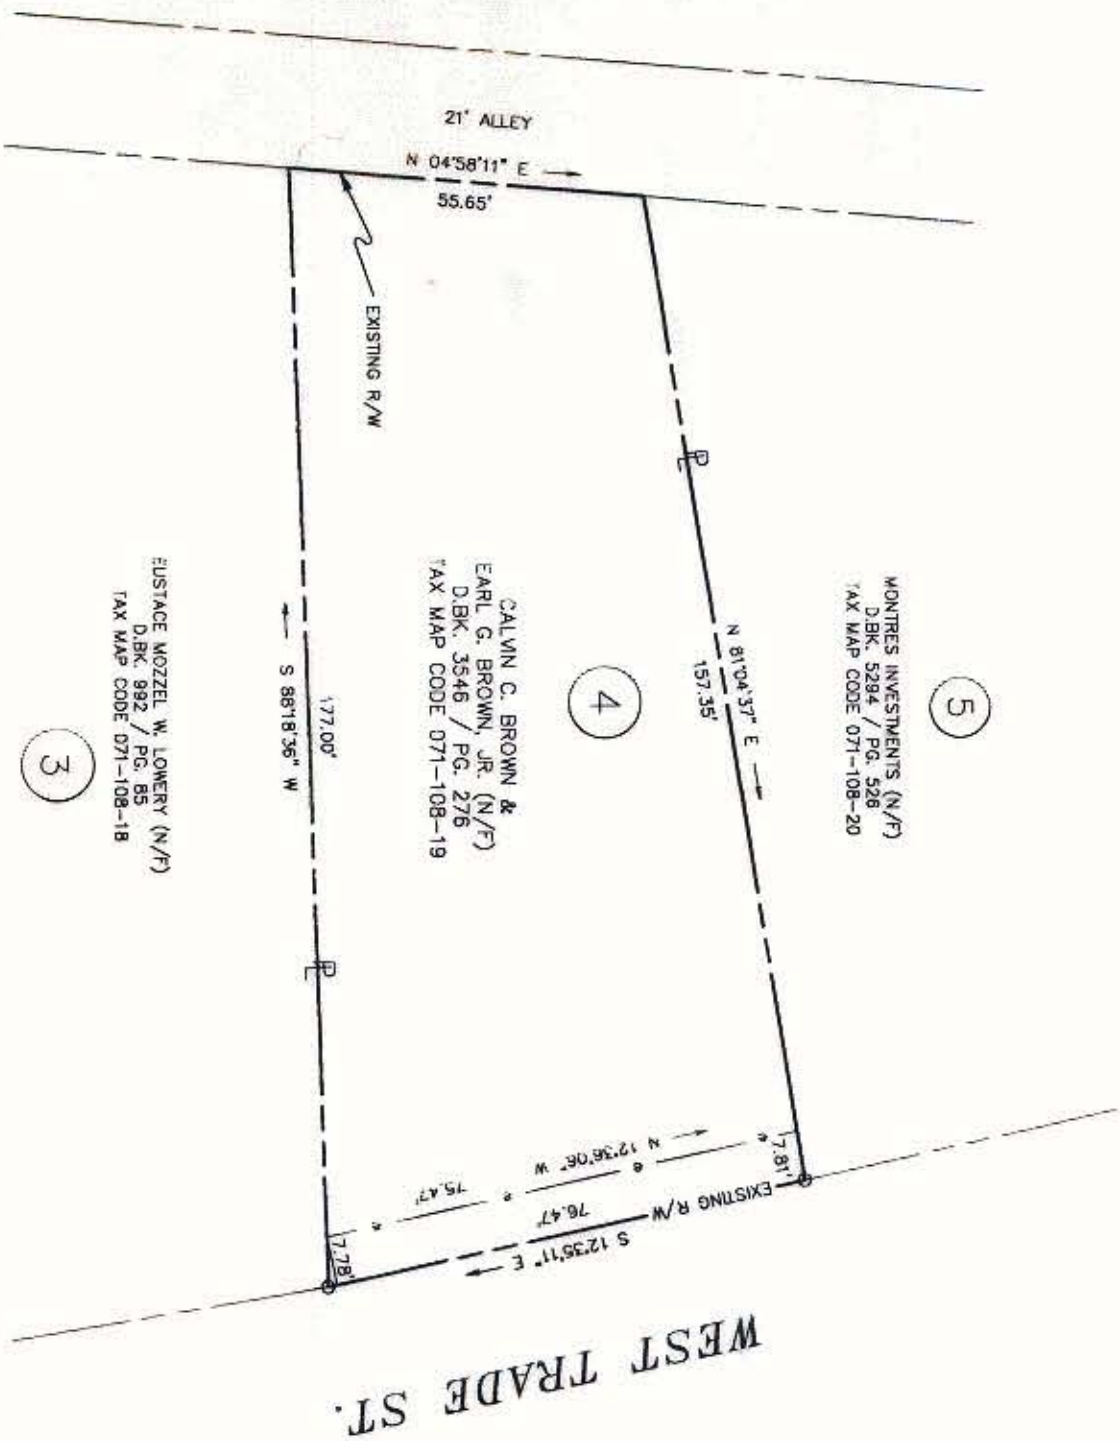 21' ALLEY
N 04°58'11" E
55.65'
EXISTING R/W
MONTRES INVESTMENTS (N/F)
D.BK. 5294 / PG. 526
TAX MAP CODE 071-108-20
5
N 81°04'37" E
157.35'
PL
CALVIN C. BROWN &
EARL G. BROWN, JR. (N/F)
D.BK. 3546 / PG. 276
TAX MAP CODE 071-108-19
4
177.00'
S 88°18'36" W
PL
EUSTACE MOZZEL W. LOWERY (N/F)
D.BK. 992 / PG. 85
TAX MAP CODE 071-108-18
3
7.81'
N 12°36'06" W
75.47'
EXISTING R/W
76.47'
S 12°35'11" E
7.78'
WEST TRADE ST.